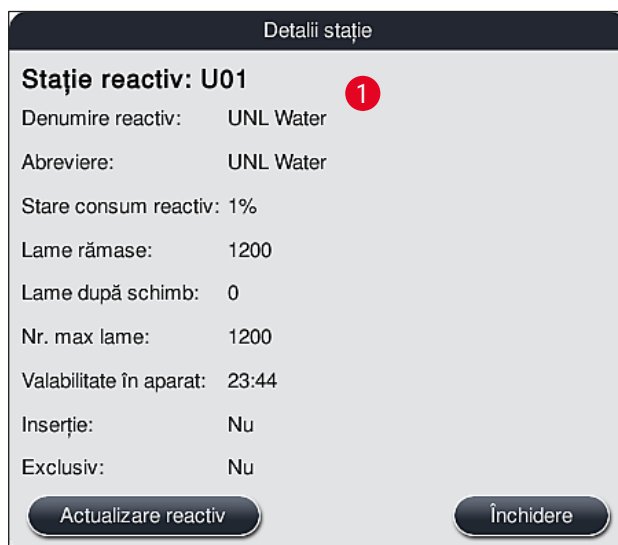 Detalii stație
Stație reactiv: U01
1
Denumire reactiv: UNL Water
Abreviere: UNL Water
Stare consum reactiv: 1%
Lame rămase: 1200
Lame după schimb: 0
Nr. max lame: 1200
Valabilitate în aparat: 23:44
Inserție: Nu
Exclusiv: Nu
Actualizare reactiv Închidere